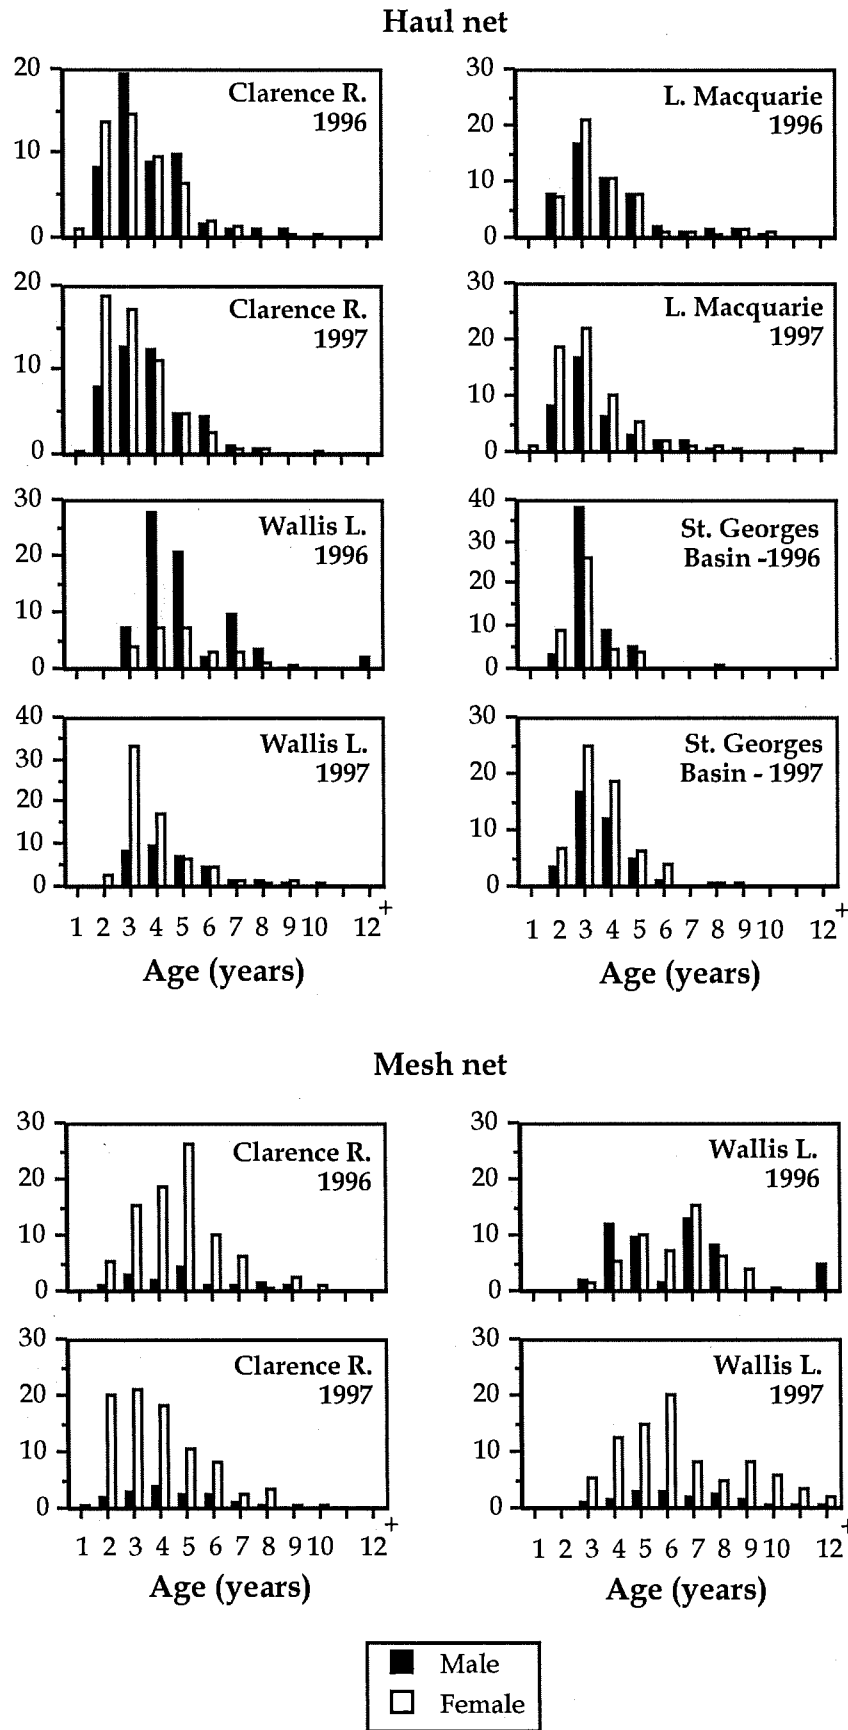 Haul net
20
10
0
Clarence R.
1996
30
20
10
0
L. Macquarie
1996
20
10
0
Clarence R.
1997
30
20
10
0
L. Macquarie
1997
30
20
10
0
Wallis L.
1996
40
30
20
10
0
St. Georges
Basin -1996
40
30
20
10
0
Wallis L.
1997
1 2 3 4 5 6 7 8 9 10 12+
Age (years)
30
20
10
0
St. Georges
Basin - 1997
1 2 3 4 5 6 7 8 9 10 12+
Age (years)
Mesh net
30
20
10
0
Clarence R.
1996
30
20
10
0
Wallis L.
1996
30
20
10
0
Clarence R.
1997
1 2 3 4 5 6 7 8 9 10 12+
Age (years)
30
20
10
0
Wallis L.
1997
1 2 3 4 5 6 7 8 9 10 12+
Age (years)
Male
Female